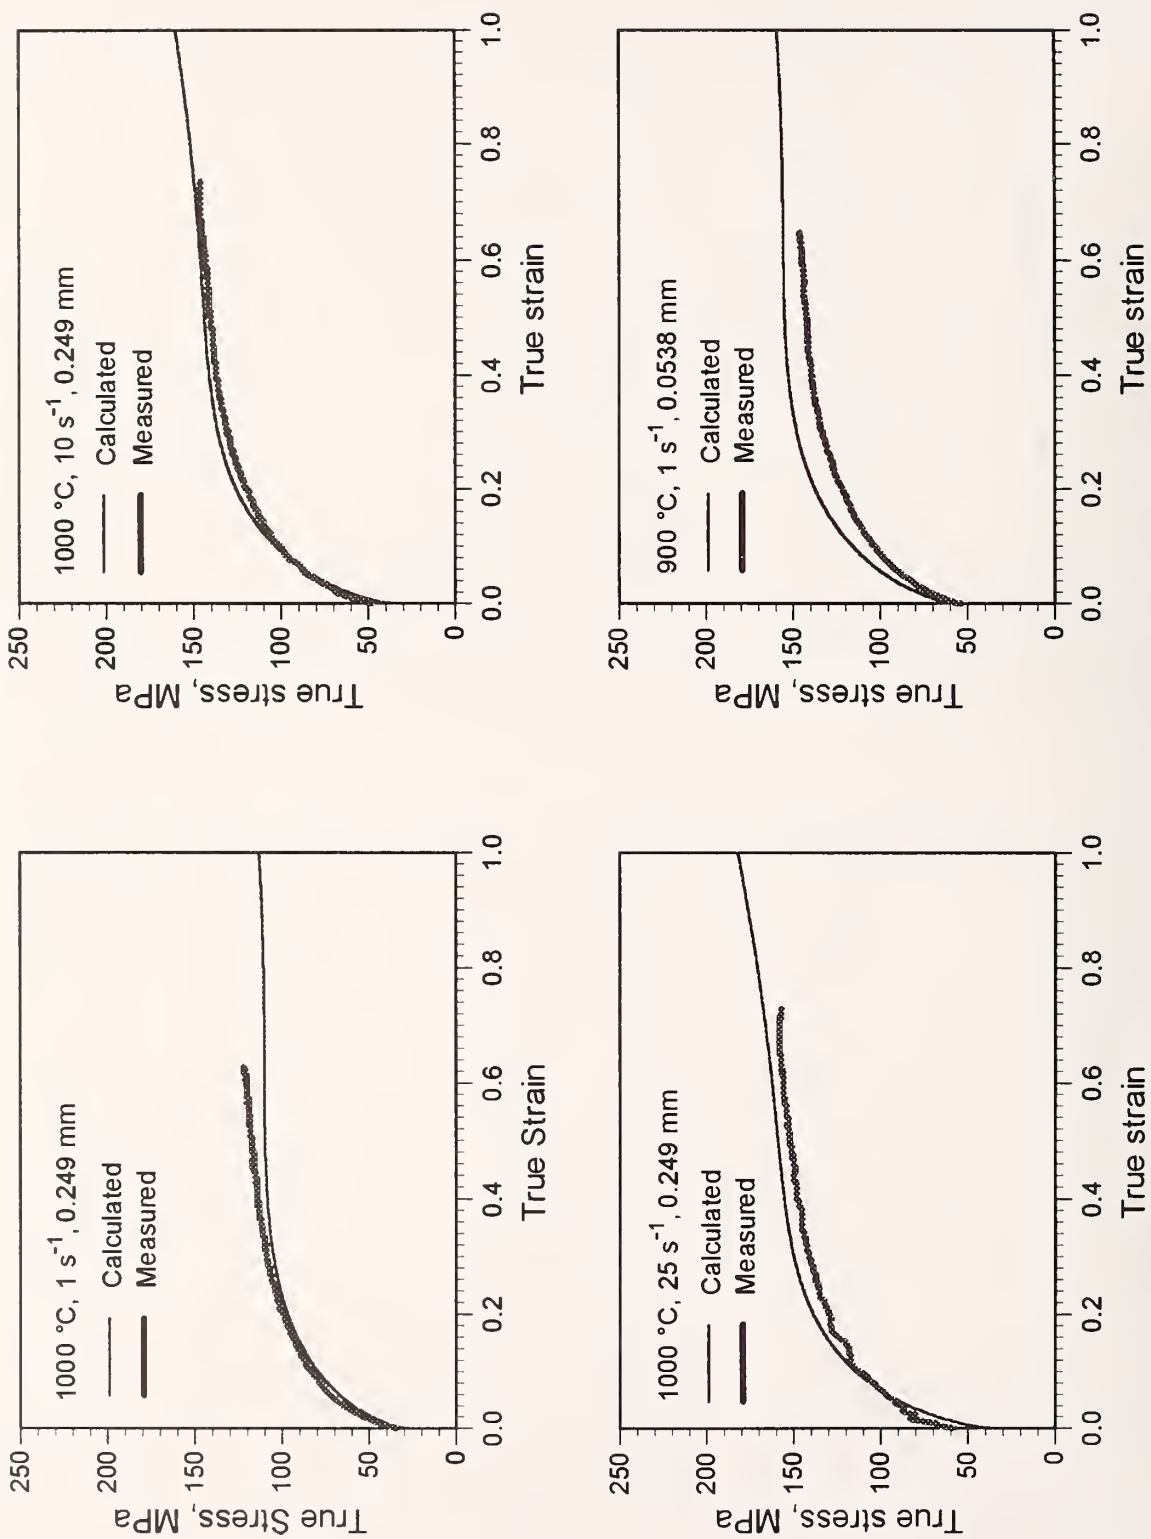 1000 °C, 1 s⁻¹, 0.249 mm
Calculated
Measured
True Stress, MPa
250
200
150
100
50
0
0.0 0.2 0.4 0.6 0.8 1.0
True Strain
1000 °C, 10 s⁻¹, 0.249 mm
Calculated
Measured
True stress, MPa
250
200
150
100
50
0
0.0 0.2 0.4 0.6 0.8 1.0
True strain
1000 °C, 25 s⁻¹, 0.249 mm
Calculated
Measured
True stress, MPa
250
200
150
100
50
0
0.0 0.2 0.4 0.6 0.8 1.0
True strain
900 °C, 1 s⁻¹, 0.0538 mm
Calculated
Measured
True stress, MPa
250
200
150
100
50
0
0.0 0.2 0.4 0.6 0.8 1.0
True strain